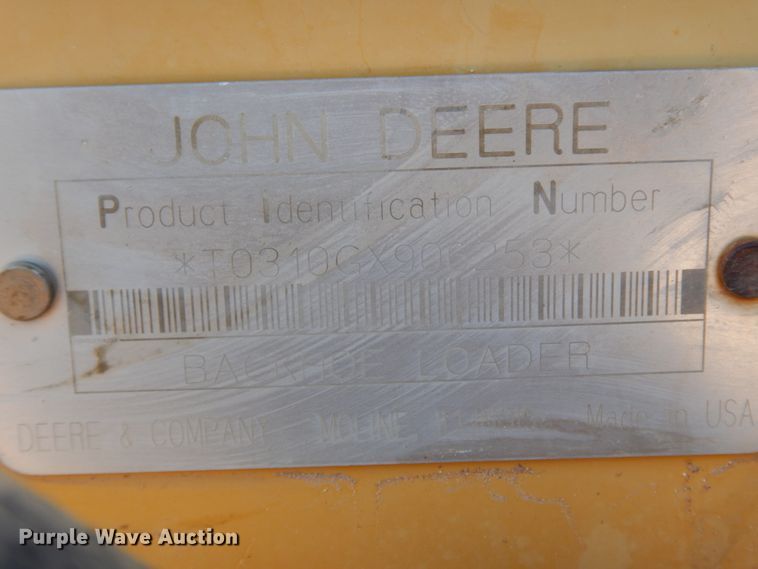 JOHN DEERE
Product Identification Number
BACKHOE LOADER
DEERE & COMPANY MOLINE, Made in USA
Purple Wave Auction